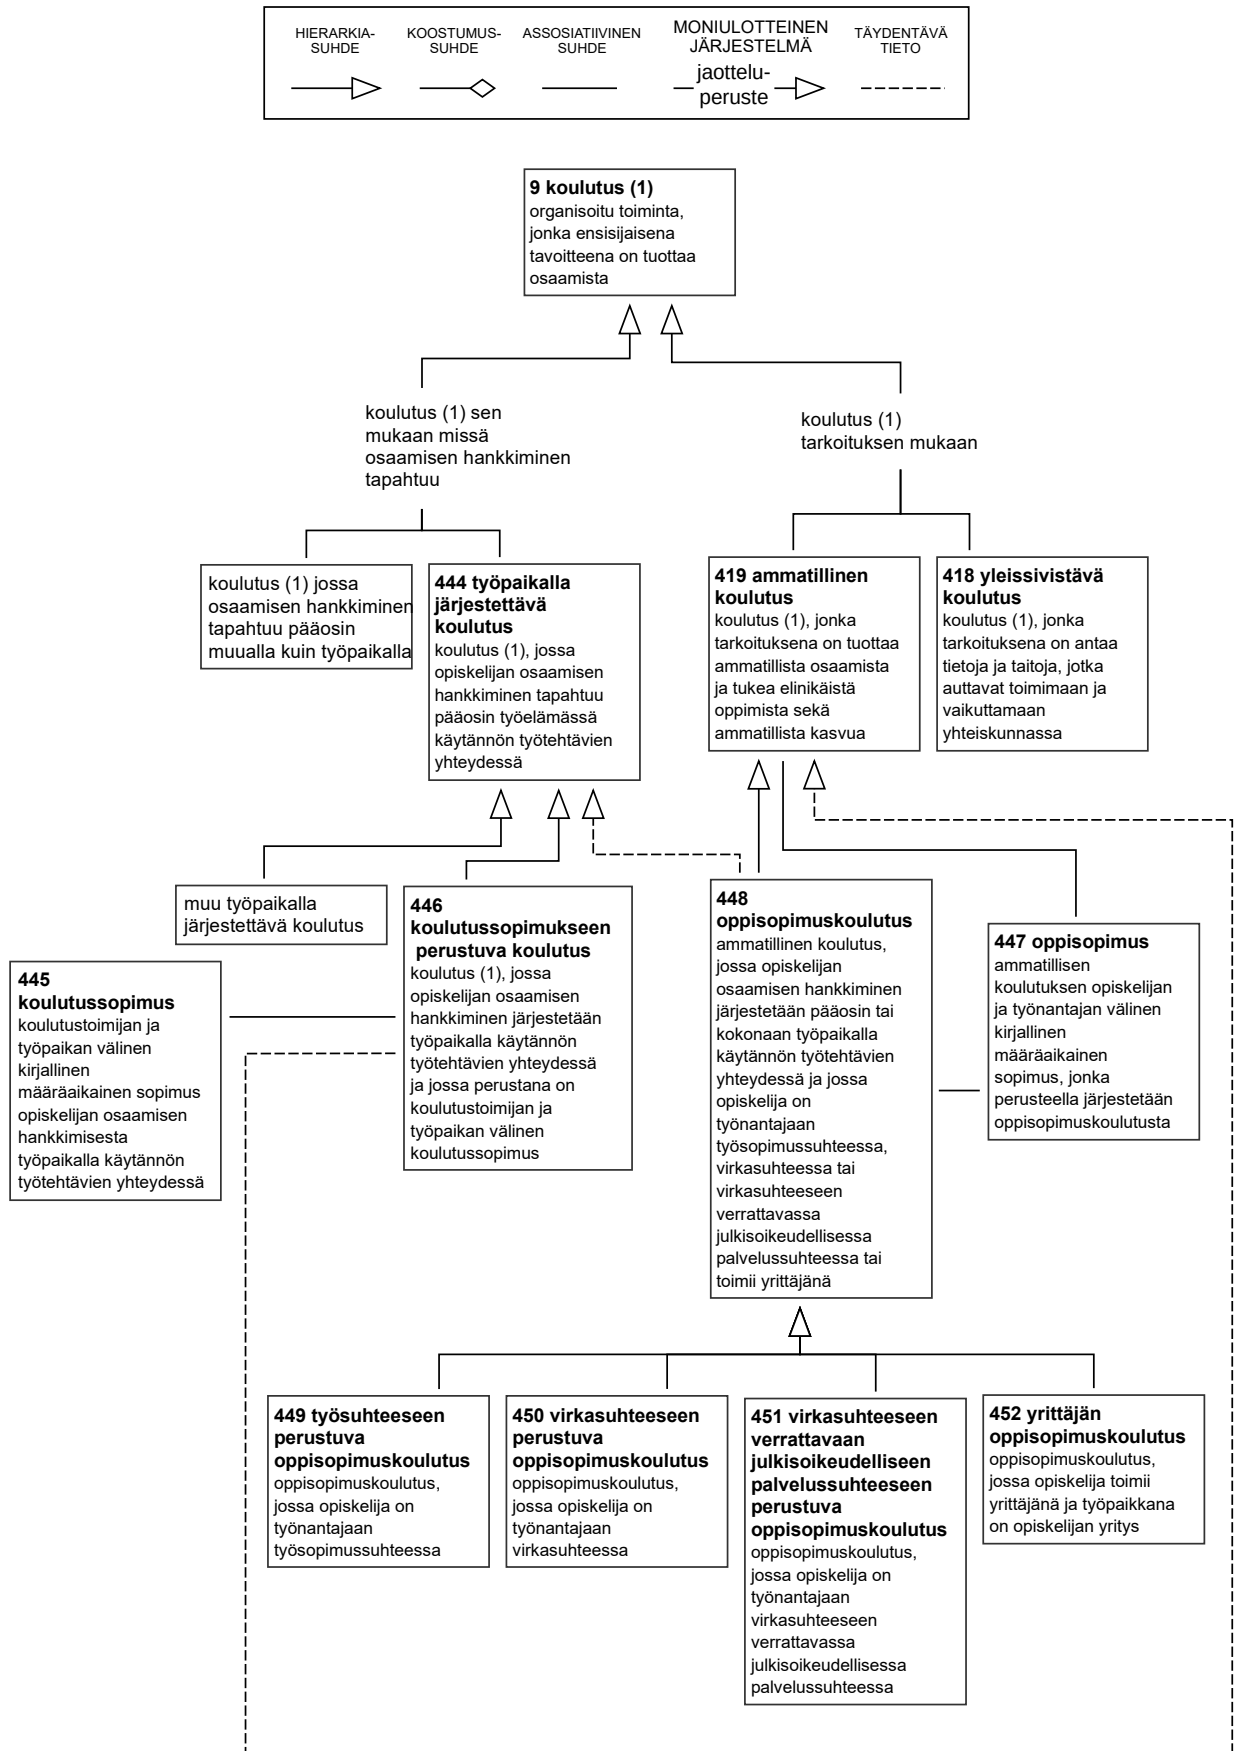 HIERARKIA-
SUHDE
KOOSTUMUS-
SUHDE
ASSOSIATIIVINEN
SUHDE
MONIULOTTEINEN
JÄRJESTELMÄ
jaottelu-
peruste
TÄYDENTÄVÄ
TIETO
9 koulutus (1)
organisoitu toiminta,
jonka ensisijaisena
tavoitteena on tuottaa
osaamista
koulutus (1) sen
mukaan missä
osaamisen hankkiminen
tapahtuu
koulutus (1)
tarkoituksen mukaan
koulutus (1) jossa
osaamisen hankkiminen
tapahtuu pääosin
muualla kuin työpaikalla
444 työpaikalla
järjestettävä
koulutus
koulutus (1), jossa
opiskelijan osaamisen
hankkiminen tapahtuu
pääosin työelämässä
käytännön työtehtävien
yhteydessä
419 ammatillinen
koulutus
koulutus (1), jonka
tarkoituksena on tuottaa
ammatillista osaamista
ja tukea elinikäistä
oppimista sekä
ammatillista kasvua
418 yleissivistävä
koulutus
koulutus (1), jonka
tarkoituksena on antaa
tietoja ja taitoja, jotka
auttavat toimimaan ja
vaikuttamaan
yhteiskunnassa
muu työpaikalla
järjestettävä koulutus
446
koulutussopimukseen
perustuva koulutus
koulutus (1), jossa
opiskelijan osaamisen
hankkiminen järjestetään
työpaikalla käytännön
työtehtävien yhteydessä
ja jossa perustana on
koulutustoimijan ja
työpaikan välinen
koulutussopimus
448
oppisopimuskoulutus
ammatillinen koulutus,
jossa opiskelijan
osaamisen hankkiminen
järjestetään pääosin tai
kokonaan työpaikalla
käytännön työtehtävien
yhteydessä ja jossa
opiskelija on
työnantajaan
työsopimussuhteessa,
virkasuhteessa tai
virkasuhteeseen
verrattavassa
julkisoikeudellisessa
palvelussuhteessa tai
toimii yrittäjänä
447 oppisopimus
ammatillisen
koulutuksen opiskelijan
ja työnantajan välinen
kirjallinen
määräaikainen
sopimus, jonka
perusteella järjestetään
oppisopimuskoulutusta
445
koulutussopimus
koulutustoimijan ja
työpaikan välinen
kirjallinen
määräaikainen sopimus
opiskelijan osaamisen
hankkimisesta
työpaikalla käytännön
työtehtävien yhteydessä
449 työsuhteeseen
perustuva
oppisopimuskoulutus
oppisopimuskoulutus,
jossa opiskelija on
työnantajaan
työsopimussuhteessa
450 virkasuhteeseen
perustuva
oppisopimuskoulutus
oppisopimuskoulutus,
jossa opiskelija on
työnantajaan
virkasuhteessa
451 virkasuhteeseen
verrattavaan
julkisoikeudelliseen
palvelussuhteeseen
perustuva
oppisopimuskoulutus
oppisopimuskoulutus,
jossa opiskelija on
työnantajaan
virkasuhteeseen
verrattavassa
julkisoikeudellisessa
palvelussuhteessa
452 yrittäjän
oppisopimuskoulutus
oppisopimuskoulutus,
jossa opiskelija toimii
yrittäjänä ja työpaikkana
on opiskelijan yritys